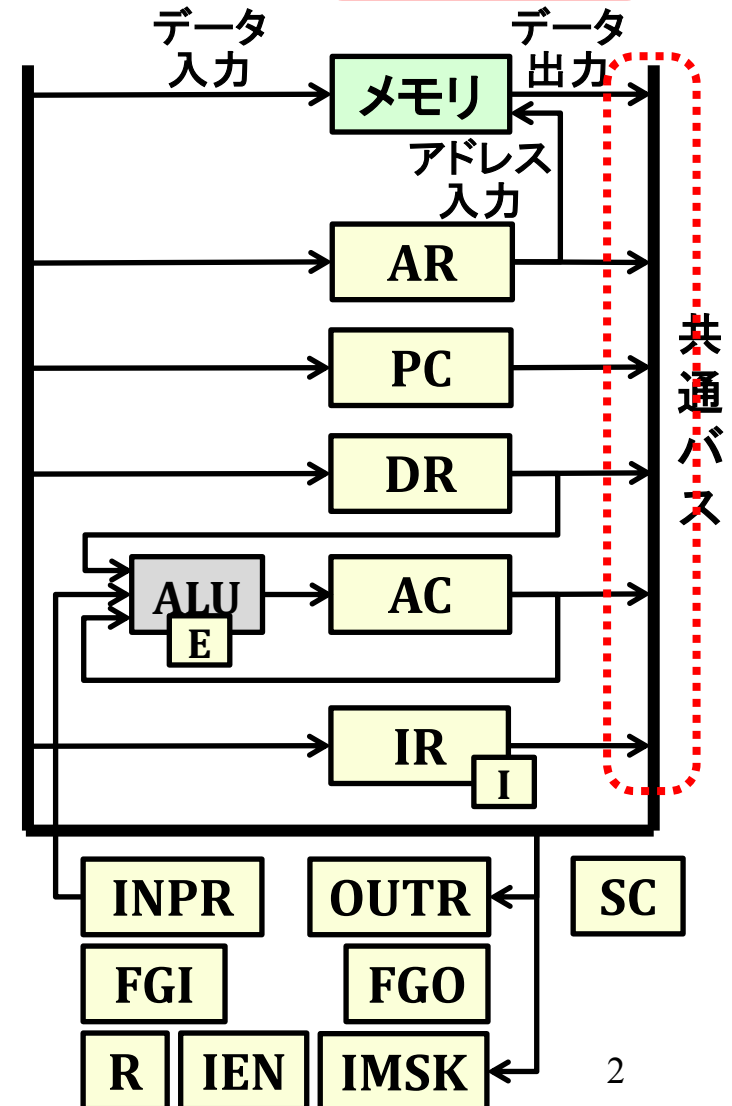 データ
入力
データ
出力
メモリ
アドレス
入力
AR
PC
DR
共通バス
ALU
E
AC
IR
I
INPR
OUTR
SC
FGI
FGO
R
IEN
IMSK
2